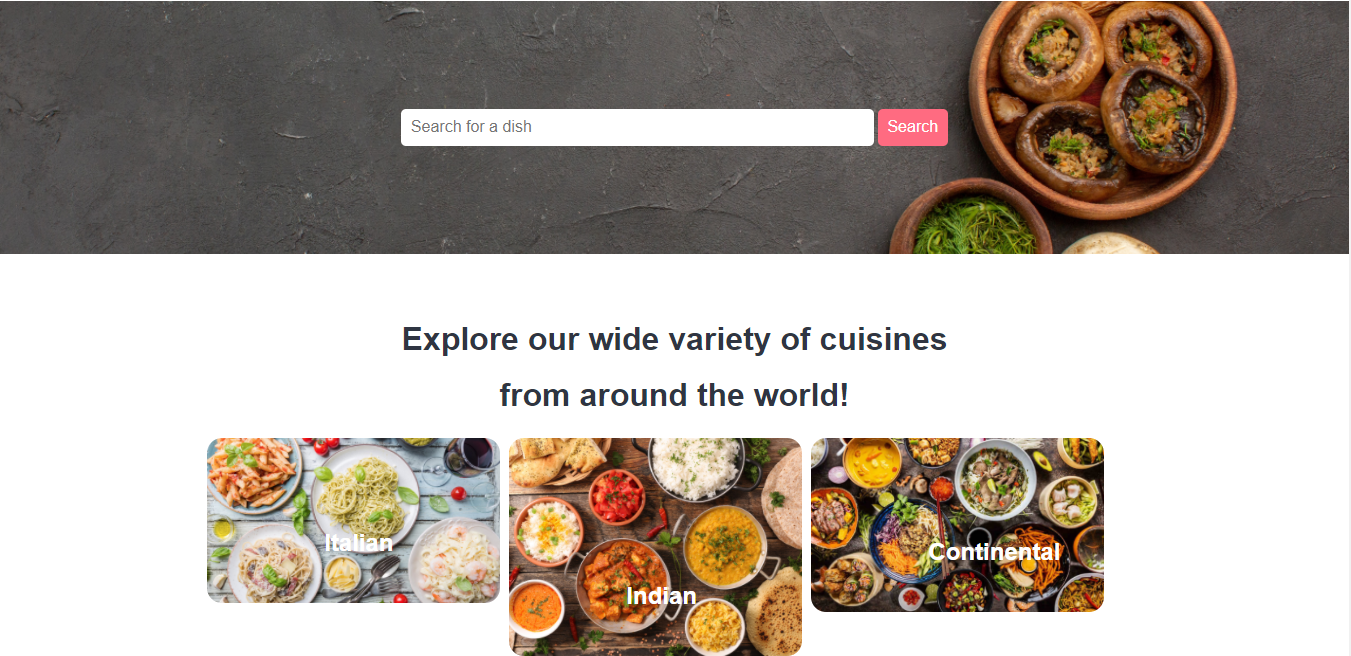 Search for a dish
Search
Explore our wide variety of cuisines
from around the world!
Italian
Indian
Continental